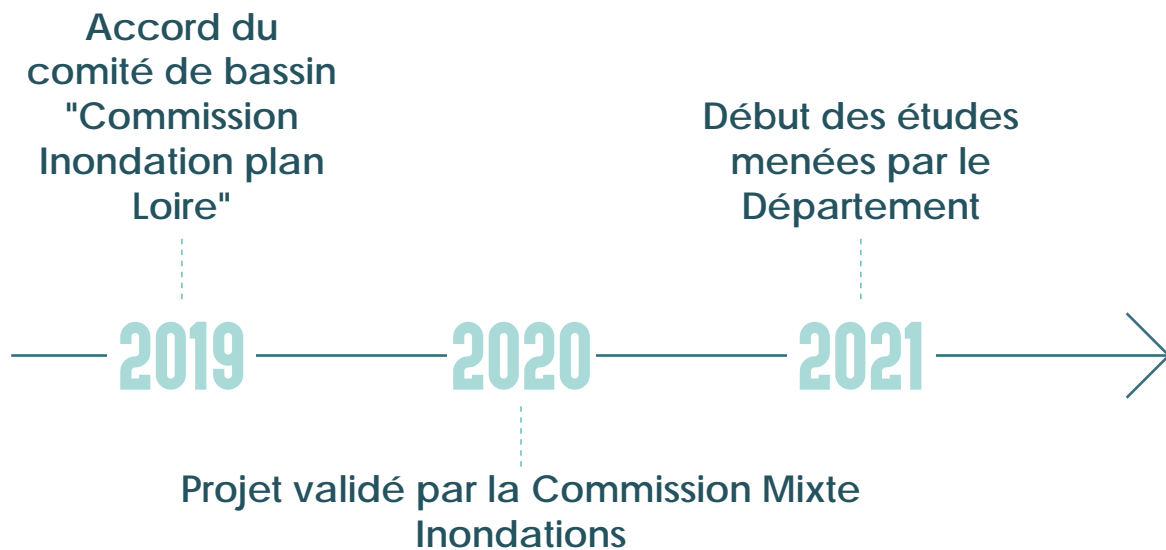 Accord du
comité de bassin
"Commission
Inondation plan
Loire"
Début des études
menées par le
Département
2019
2020
2021
Projet validé par la Commission Mixte
Inondations